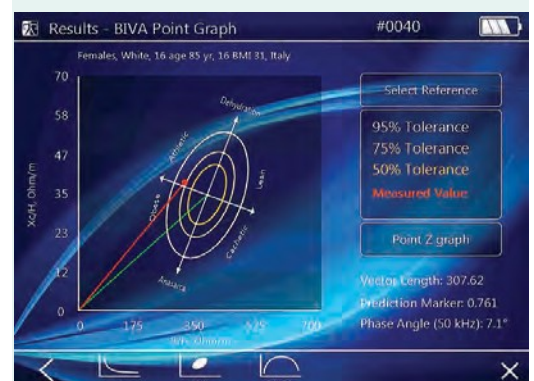 Results - BIVA Point Graph
#0040
Females, White, 16 age 85 yr, 16 BMI 31, Italy
70
58
47
35
23
12
0
Xc/H, Ohm/m
0 175 350 525 700
Dehydration
Athletic
Lean
Obese
Cachetic
Anasarca
Select Reference
95% Tolerance
75% Tolerance
50% Tolerance
Measured Value
Point Z graph
Vector Length: 307.62
Prediction Marker: 0.761
Phase Angle (50 kHz): 7.1°